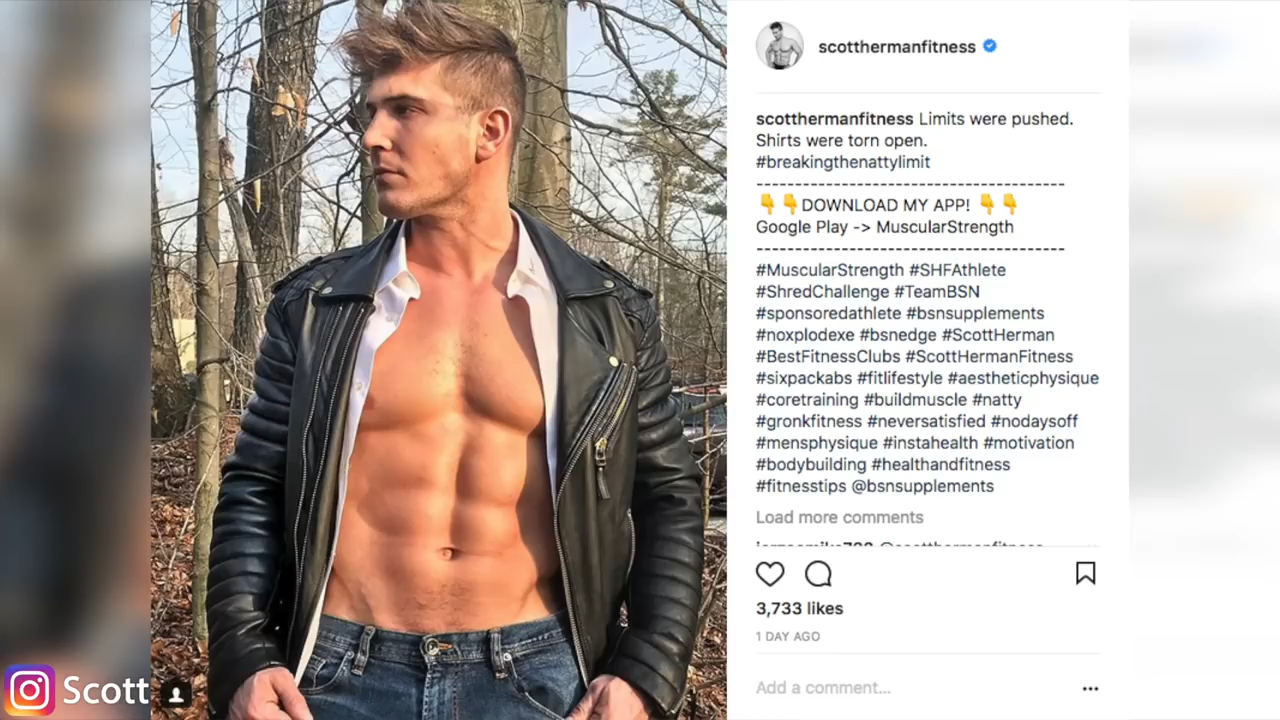 scotthermanfitness
scotthermanfitness Limits were pushed.
Shirts were torn open.
#breakingthenattylimit
-------------------------------------
👇👇DOWNLOAD MY APP! 👇👇
Google Play -> MuscularStrength
-------------------------------------
#MuscularStrength #SHFAthlete
#ShredChallenge #TeamBSN
#sponsoredathlete #bsnsupplements
#noxplodexe #bsnedge #ScottHerman
#BestFitnessClubs #ScottHermanFitness
#sixpackabs #fitlifestyle #aestheticphysique
#coretraining #buildmuscle #natty
#gronkfitness #neversatisfied #nodaysoff
#mensphysique #instahealth #motivation
#bodybuilding #healthandfitness
#fitnesstips @bsnsupplements
Load more comments
3,733 likes
1 DAY AGO
Add a comment...
Scott